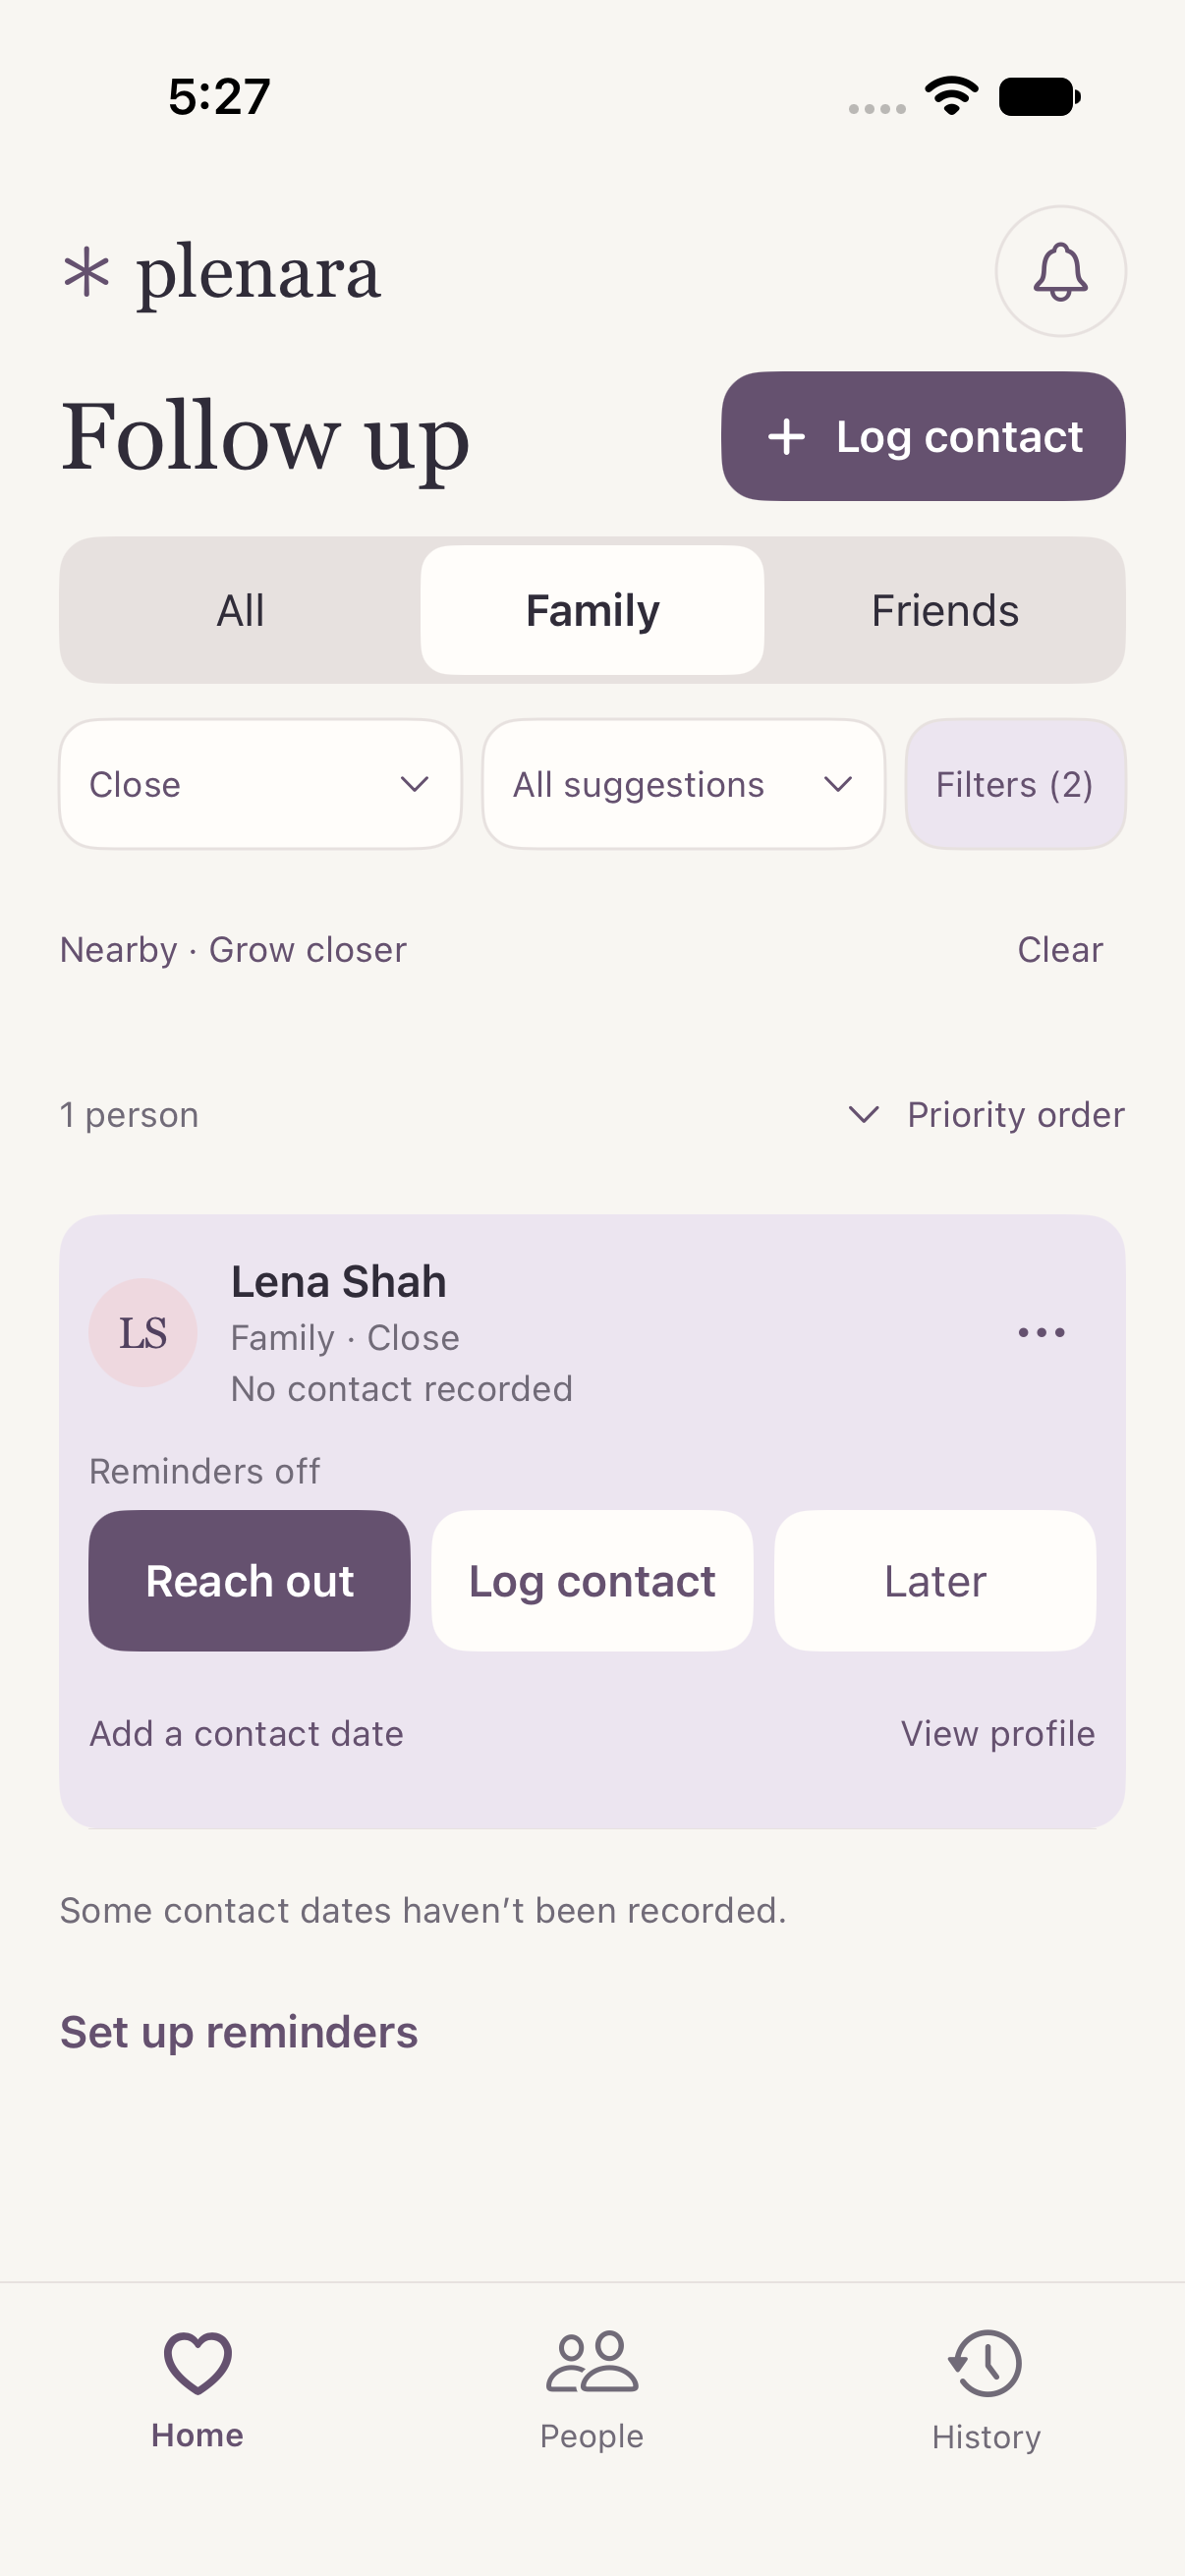 5:27
plenara
Follow up
+ Log contact
All Family Friends
Close All suggestions Filters (2)
Nearby · Grow closer Clear
1 person Priority order
LS
Lena Shah
Family · Close
No contact recorded
Reminders off
Reach out Log contact Later
Add a contact date View profile
Some contact dates haven’t been recorded.
Set up reminders
Home People History